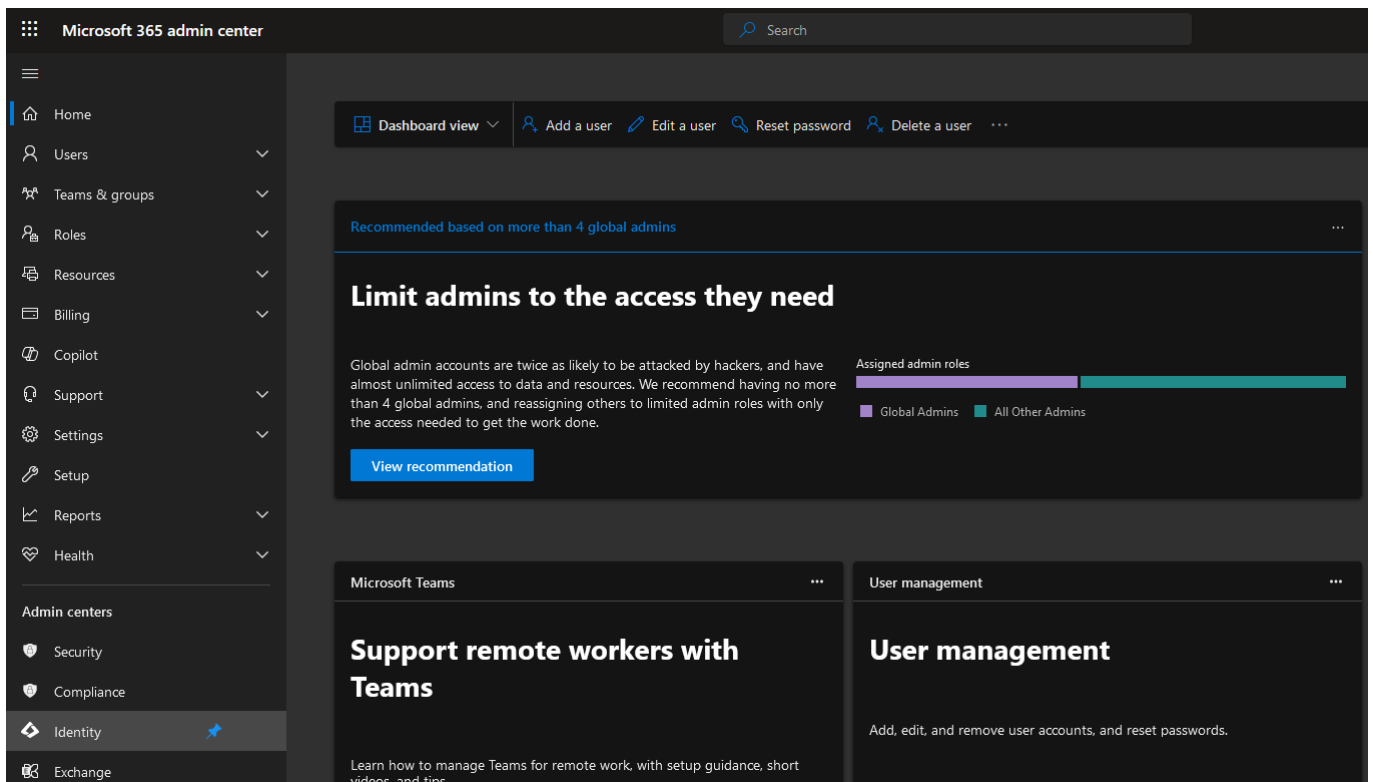 Microsoft 365 admin center
Search
Home
Users
Teams & groups
Roles
Resources
Billing
Copilot
Support
Settings
Setup
Reports
Health
Admin centers
Security
Compliance
Identity
Exchange
Dashboard view
Add a user
Edit a user
Reset password
Delete a user
Recommended based on more than 4 global admins
Limit admins to the access they need
Global admin accounts are twice as likely to be attacked by hackers, and have
almost unlimited access to data and resources. We recommend having no more
than 4 global admins, and reassigning others to limited admin roles with only
the access needed to get the work done.
View recommendation
Assigned admin roles
Global Admins
All Other Admins
Microsoft Teams
Support remote workers with
Teams
Learn how to manage Teams for remote work, with setup guidance, short
videos, and tips
User management
User management
Add, edit, and remove user accounts, and reset passwords.